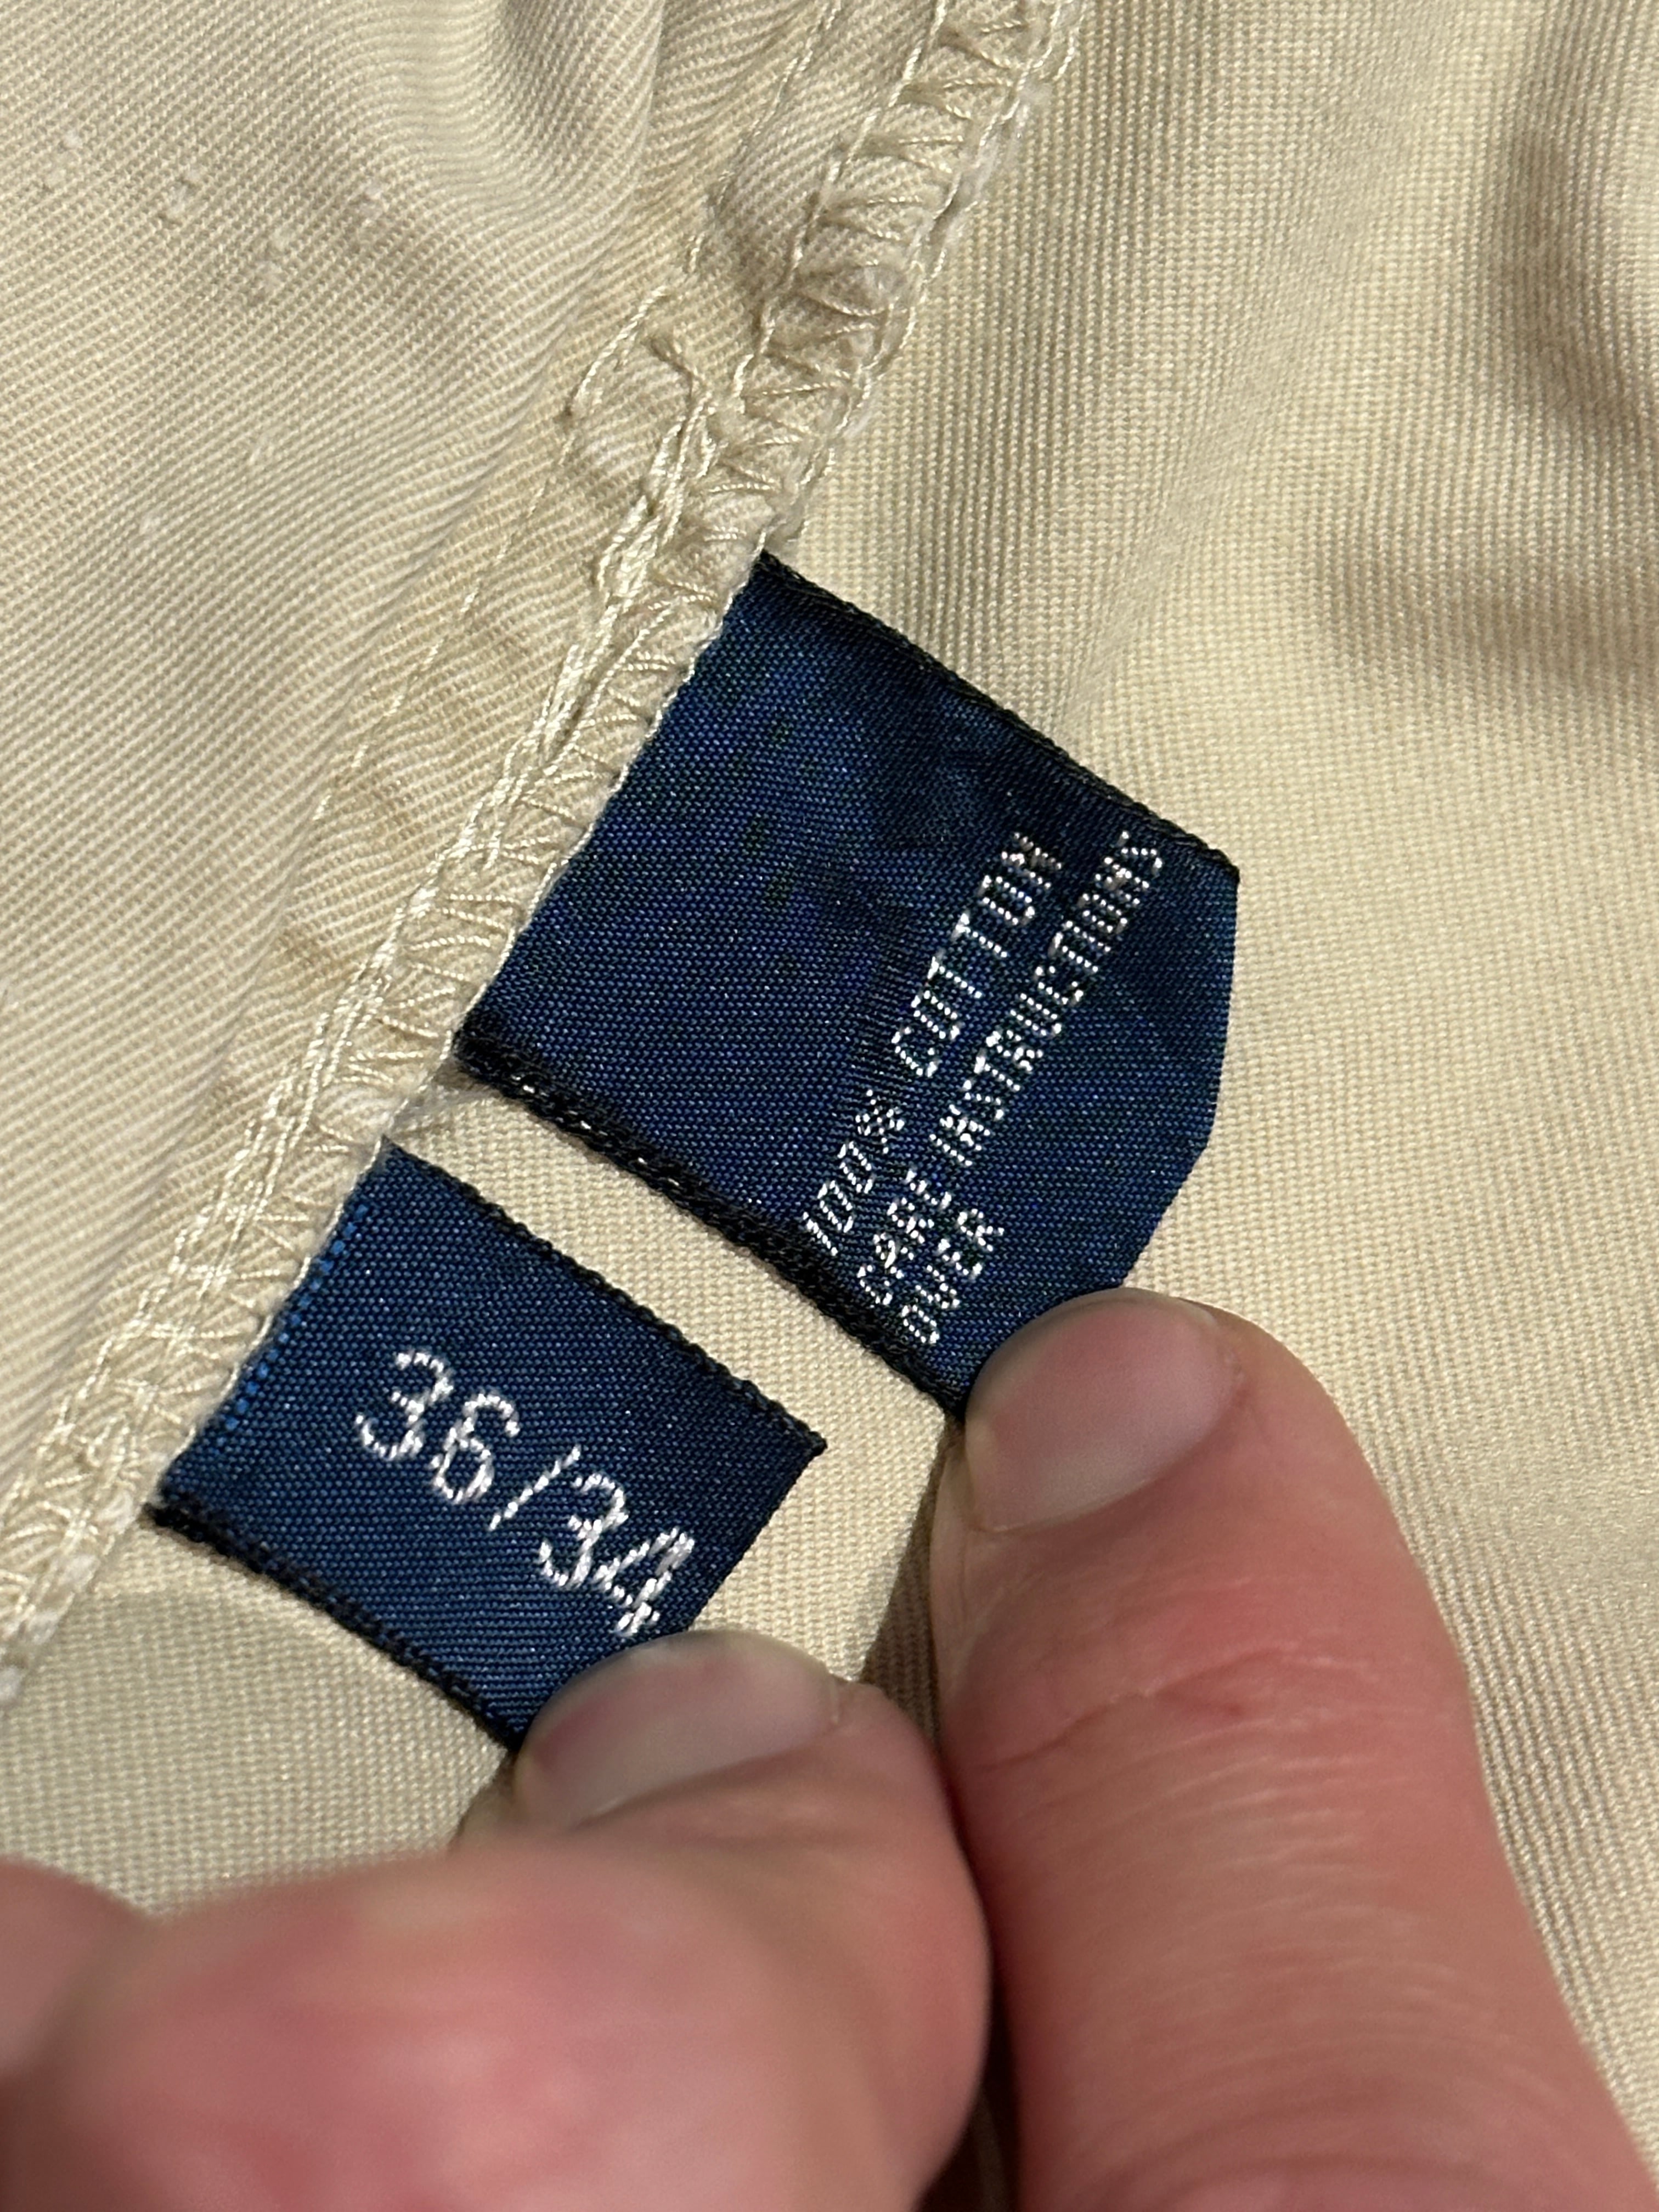 100% COTTON
CARE INSTRUCTIONS
OVER
36/34